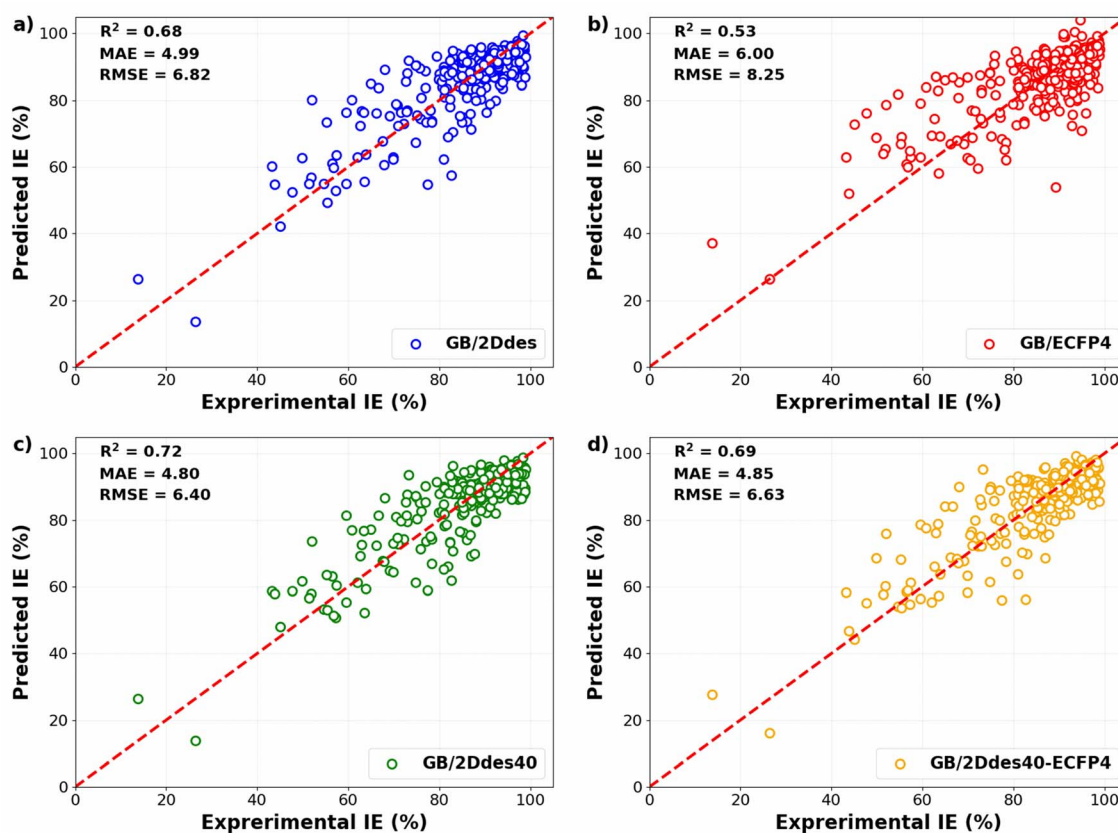 a)
R² = 0.68
MAE = 4.99
RMSE = 6.82
100
80
60
40
20
0
Predicted IE (%)
GB/2Ddes
0 20 40 60 80 100
Exprerimental IE (%)
b)
R² = 0.53
MAE = 6.00
RMSE = 8.25
100
80
60
40
20
0
Predicted IE (%)
GB/ECFP4
0 20 40 60 80 100
Exprerimental IE (%)
c)
R² = 0.72
MAE = 4.80
RMSE = 6.40
100
80
60
40
20
0
Predicted IE (%)
GB/2Ddes40
0 20 40 60 80 100
Exprerimental IE (%)
d)
R² = 0.69
MAE = 4.85
RMSE = 6.63
100
80
60
40
20
0
Predicted IE (%)
GB/2Ddes40-ECFP4
0 20 40 60 80 100
Exprerimental IE (%)